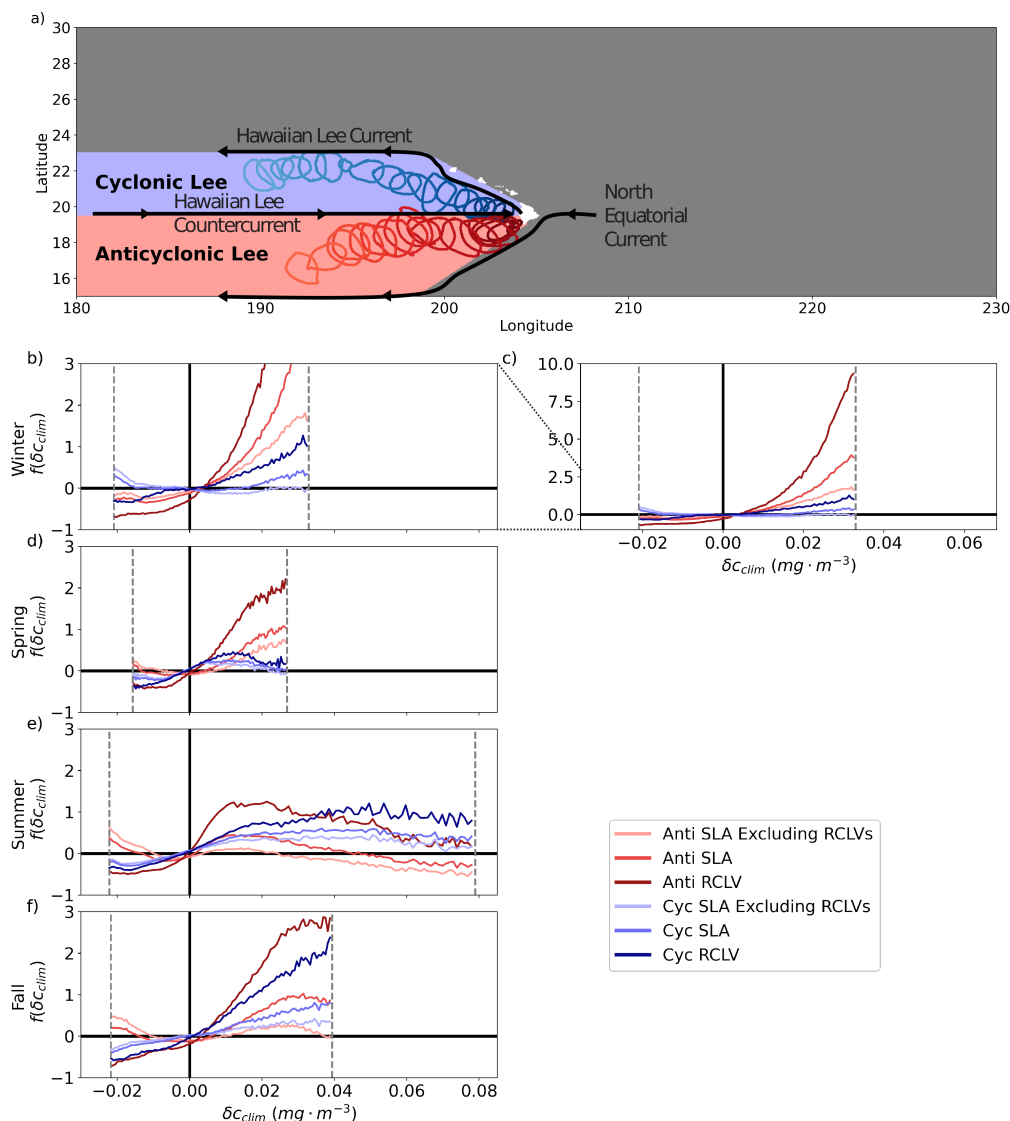 a)
30
28
26
24
22
20
18
16
Latitude
Hawaiian Lee Current
Cyclonic Lee
Hawaiian Lee
Countercurrent
Anticyclonic Lee
North
Equatorial
Current
180
190
200
210
220
230
Longitude
b)
3
2
1
0
−1
Winter
f(δc_clim)
c)
10.0
7.5
5.0
2.5
0.0
−0.02
0.00
0.02
0.04
0.06
δc_clim (mg · m⁻³)
d)
3
2
1
0
−1
Spring
f(δc_clim)
e)
3
2
1
0
−1
Summer
f(δc_clim)
Anti SLA Excluding RCLVs
Anti SLA
Anti RCLV
Cyc SLA Excluding RCLVs
Cyc SLA
Cyc RCLV
f)
3
2
1
0
−1
Fall
f(δc_clim)
−0.02
0.00
0.02
0.04
0.06
0.08
δc_clim (mg · m⁻³)